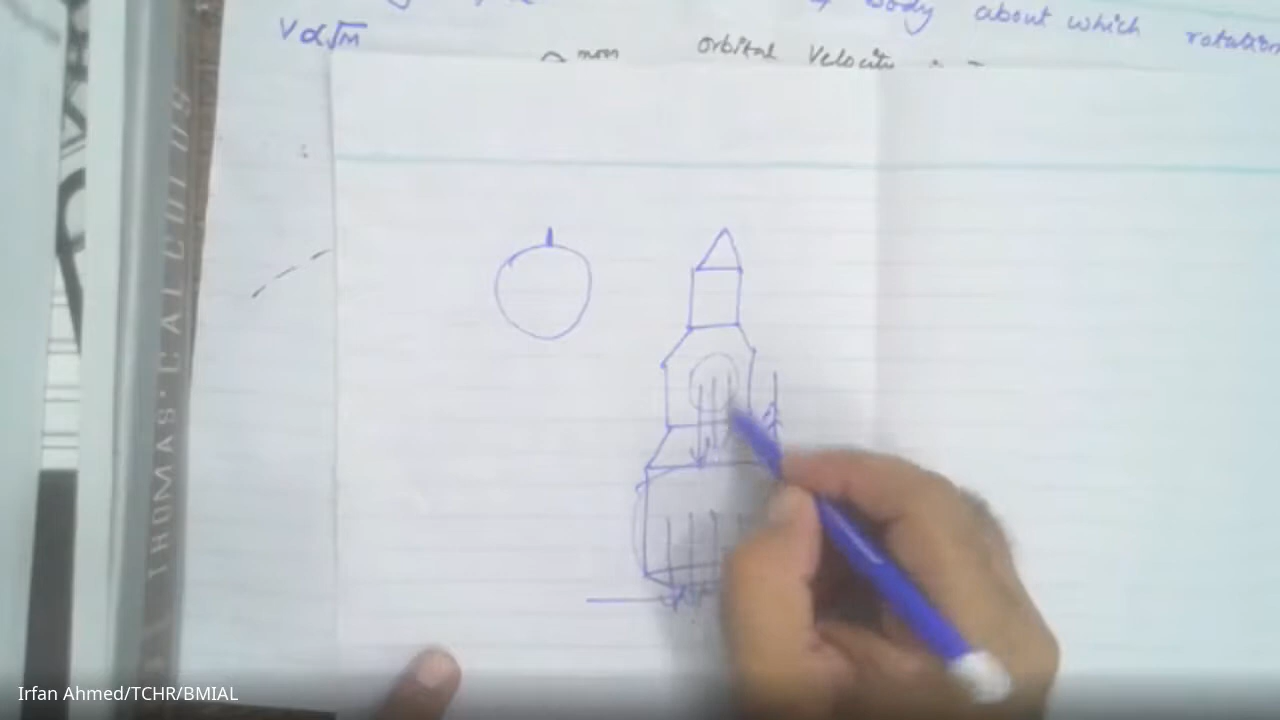 body about which rotation
V α √M
orbital Velocity
THOMAS' CALCULUS
Irfan Ahmed/TCHR/BMIAL